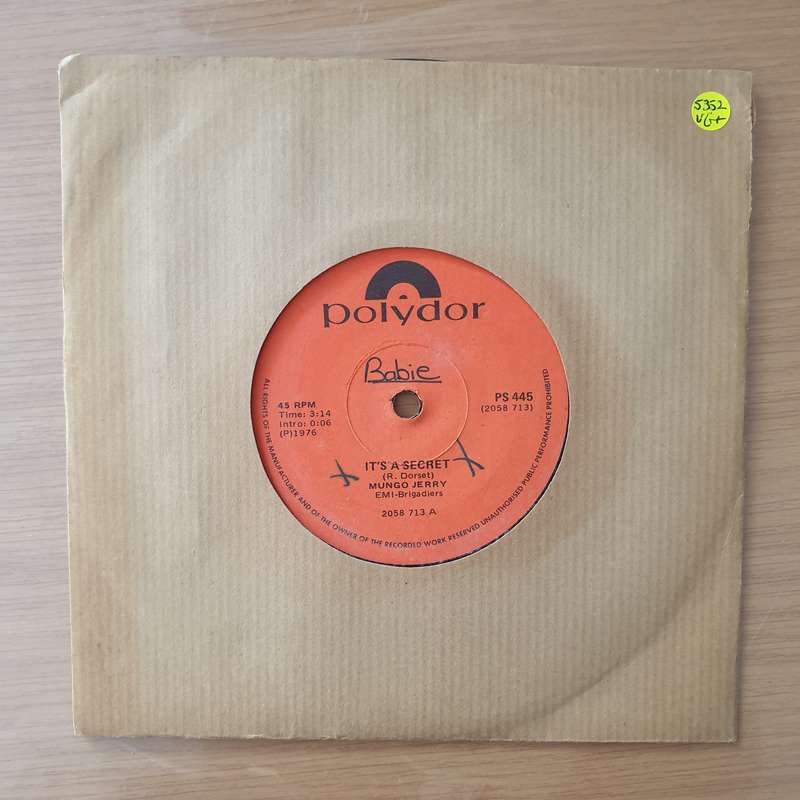 5352
VG+
polydor
Babie
45 RPM
Time: 3:14
Intro: 0:06
(P)1976
PS 445
(2058 713)
IT'S A SECRET
(R. Dorset)
MUNGO JERRY
EMI-Brigadiers
2058 713 A
ALL RIGHTS OF THE MANUFACTURER AND OF THE OWNER OF THE RECORDED WORK RESERVED UNAUTHORISED PUBLIC PERFORMANCE PROHIBITED